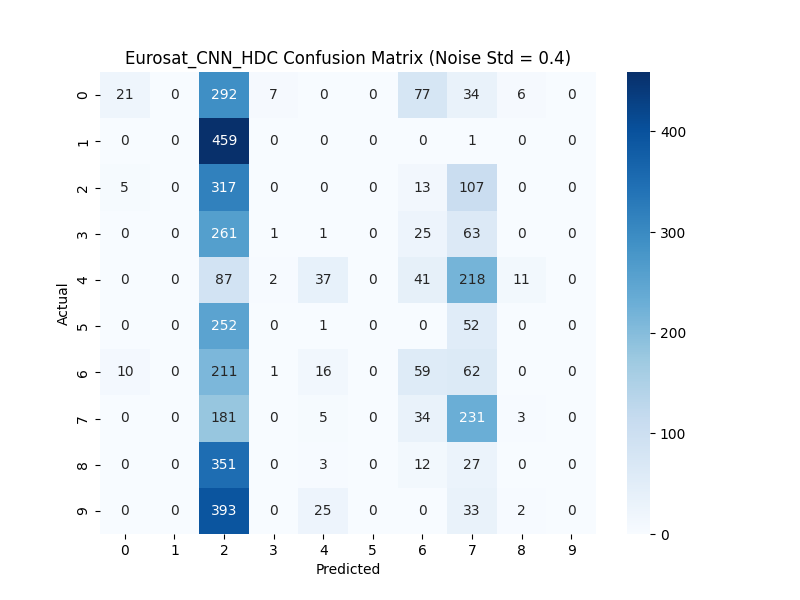 Eurosat_CNN_HDC Confusion Matrix (Noise Std = 0.4)
0 21 0 292 7 0 0 77 34 6 0
1 0 0 459 0 0 0 0 1 0 0
2 5 0 317 0 0 0 13 107 0 0
3 0 0 261 1 1 0 25 63 0 0
4 0 0 87 2 37 0 41 218 11 0
5 0 0 252 0 1 0 0 52 0 0
6 10 0 211 1 16 0 59 62 0 0
7 0 0 181 0 5 0 34 231 3 0
8 0 0 351 0 3 0 12 27 0 0
9 0 0 393 0 25 0 0 33 2 0
0 1 2 3 4 5 6 7 8 9
Predicted
Actual
400
300
200
100
0